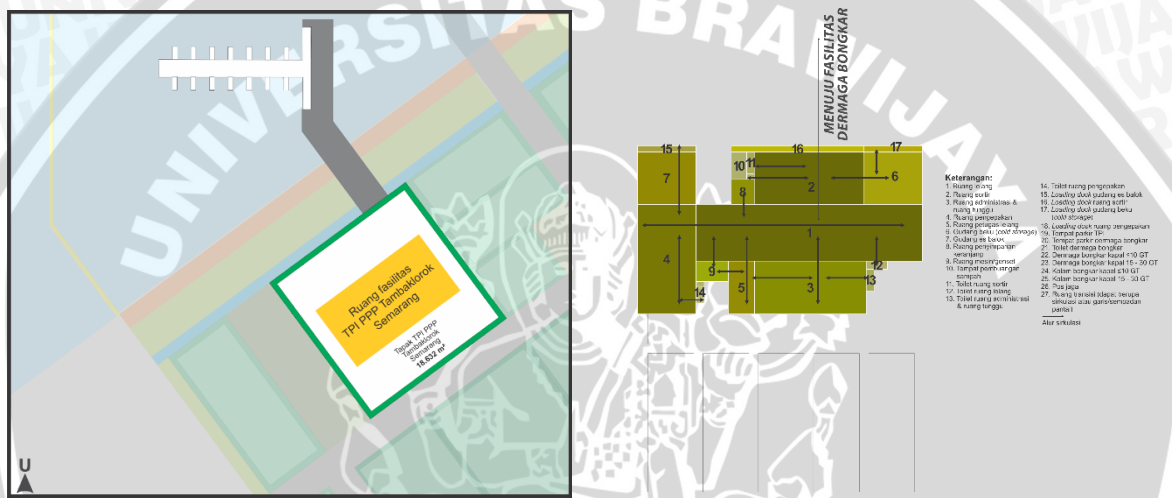 UNIVERSITAS BRAWIJAYA
Ruang fasilitas
TPI PPP Tambaklorok
Semarang
Tapak TPI PPP
Tambaklorok
Semarang
18.632 m²
U
MENUJU FASILITAS
DERMAGA BONGKAR
15
16
17
7
10
11
2
6
8
1
4
9
5
3
12
13
14
Keterangan:
1. Ruang lelang
2. Ruang sortir
3. Ruang administrasi &
ruang tunggu
4. Ruang pengepakan
5. Ruang petugas lelang
6. Gudang beku (cold storage)
7. Gudang es balok
8. Ruang penyimpanan
keranjang
9. Ruang mesin/genset
10. Tempat pembuangan
sampah
11. Toilet ruang sortir
12. Toilet ruang lelang
13. Toilet ruang administrasi
& ruang tunggu
14. Toilet ruang pengepakan
15. Loading dock gudang es balok
16. Loading dock ruang sortir
17. Loading dock gudang beku
(cold storage)
18. Loading dock ruang pengepakan
19. Tempat parkir TPI
20. Tempat parkir dermaga bongkar
21. Toilet dermaga bongkar
22. Dermaga bongkar kapal ≤10 GT
23. Dermaga bongkar kapal 15 - 30 GT
24. Kolam bongkar kapal ≤10 GT
25. Kolam bongkar kapal 15 - 30 GT
26. Pos jaga
27. Ruang transisi (dapat berupa
sirkulasi atau garis/sempadan
pantai)
Alur sirkulasi